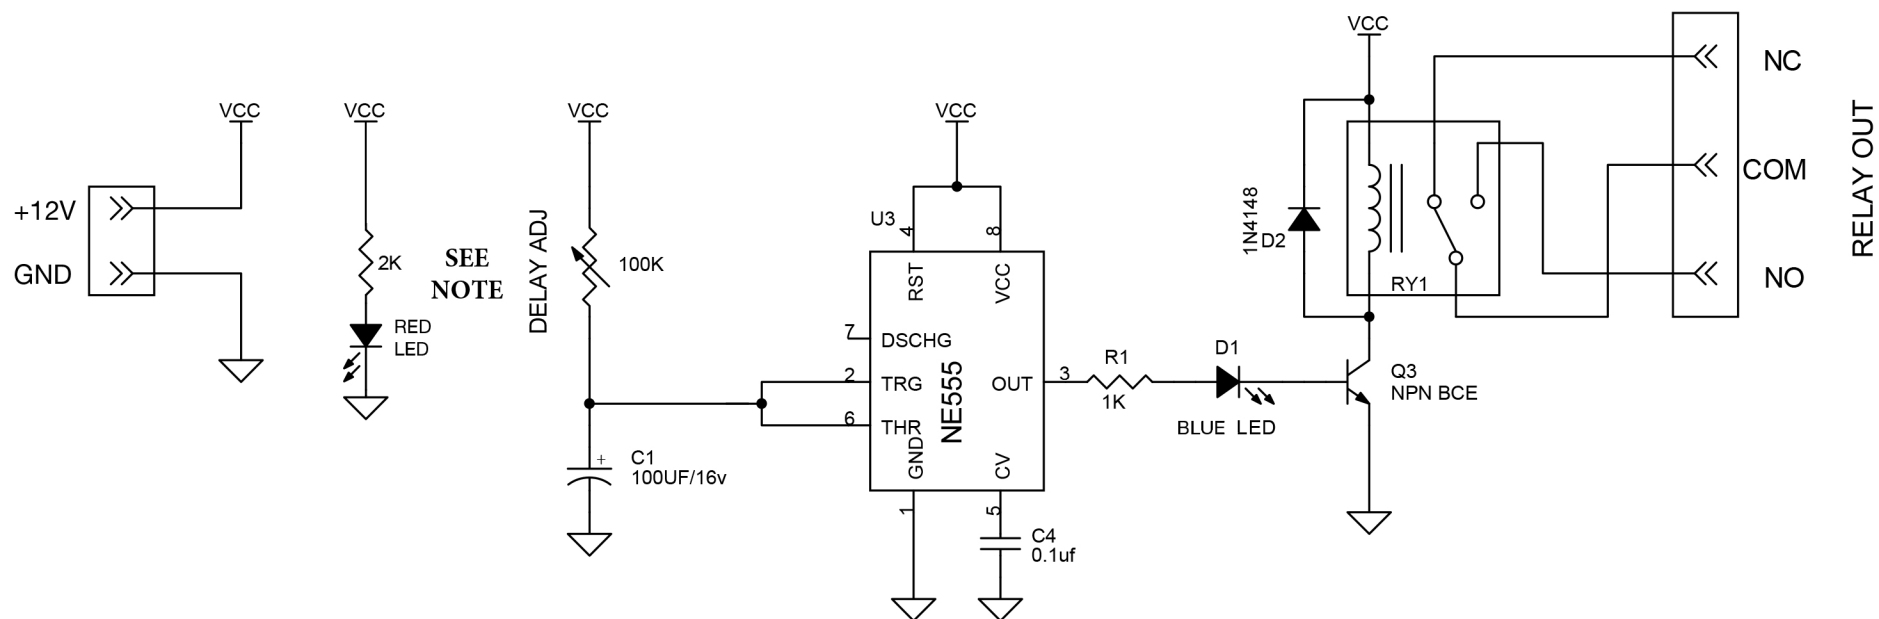 +12V
GND
VCC
VCC
2K
RED
LED
SEE
NOTE
VCC
DELAY ADJ
100K
C1
+
100UF/16v
VCC
U3
4
8
RST
VCC
7
DSCHG
2
TRG
6
THR
NE555
OUT
3
GND
CV
1
5
C4
0.1uf
R1
1K
D1
BLUE LED
VCC
1N4148
D2
RY1
Q3
NPN BCE
NC
COM
NO
RELAY OUT